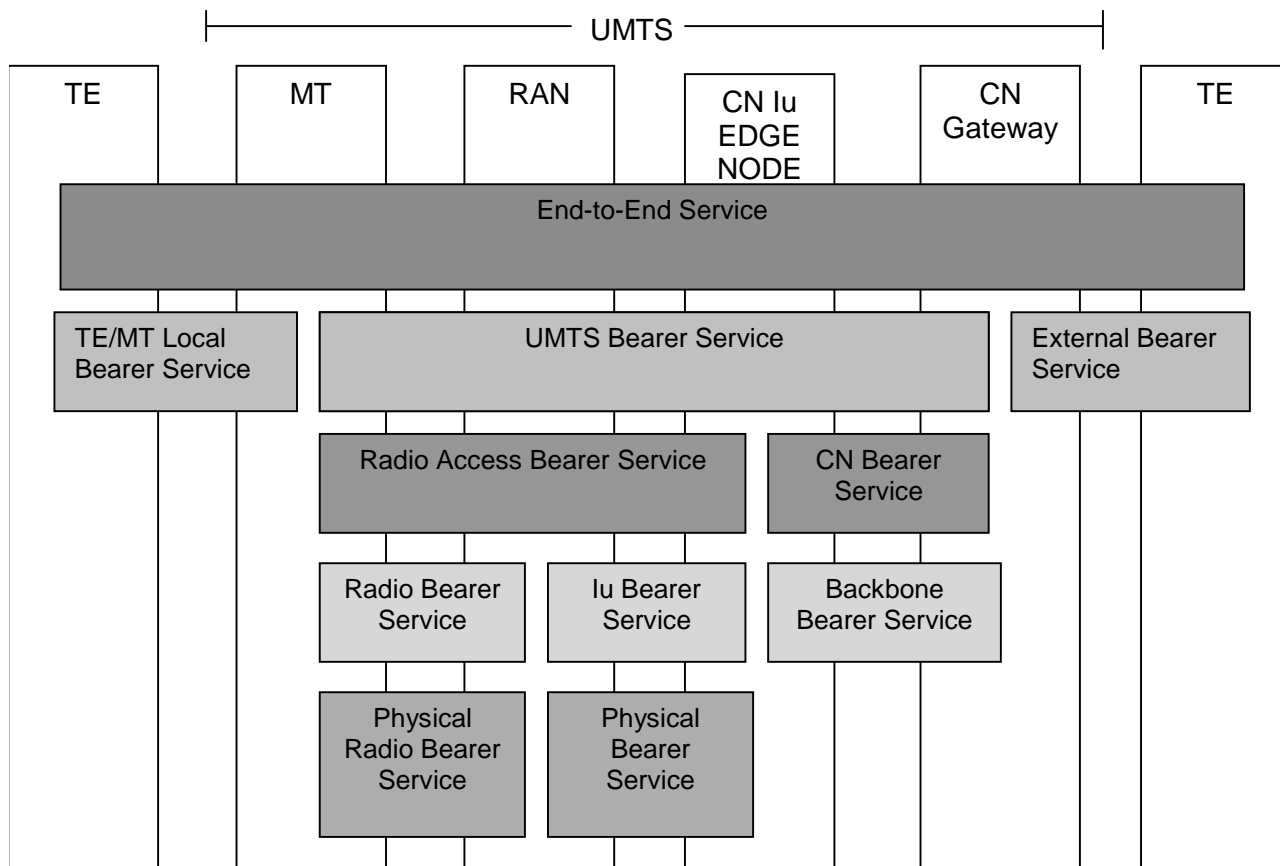 UMTS
TE
MT
RAN
CN Iu
EDGE
NODE
CN
Gateway
TE
End-to-End Service
TE/MT Local
Bearer Service
UMTS Bearer Service
External Bearer
Service
Radio Access Bearer Service
CN Bearer
Service
Radio Bearer
Service
Iu Bearer
Service
Backbone
Bearer Service
Physical
Radio Bearer
Service
Physical
Bearer
Service